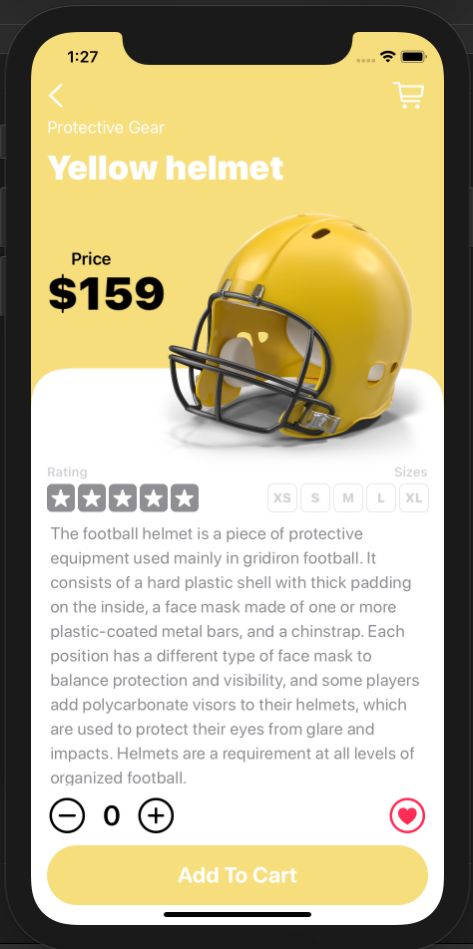 1:27
Protective Gear
Yellow helmet
Price
$159
Rating
Sizes
XS S M L XL
The football helmet is a piece of protective
equipment used mainly in gridiron football. It
consists of a hard plastic shell with thick padding
on the inside, a face mask made of one or more
plastic-coated metal bars, and a chinstrap. Each
position has a different type of face mask to
balance protection and visibility, and some players
add polycarbonate visors to their helmets, which
are used to protect their eyes from glare and
impacts. Helmets are a requirement at all levels of
organized football.
0
Add To Cart